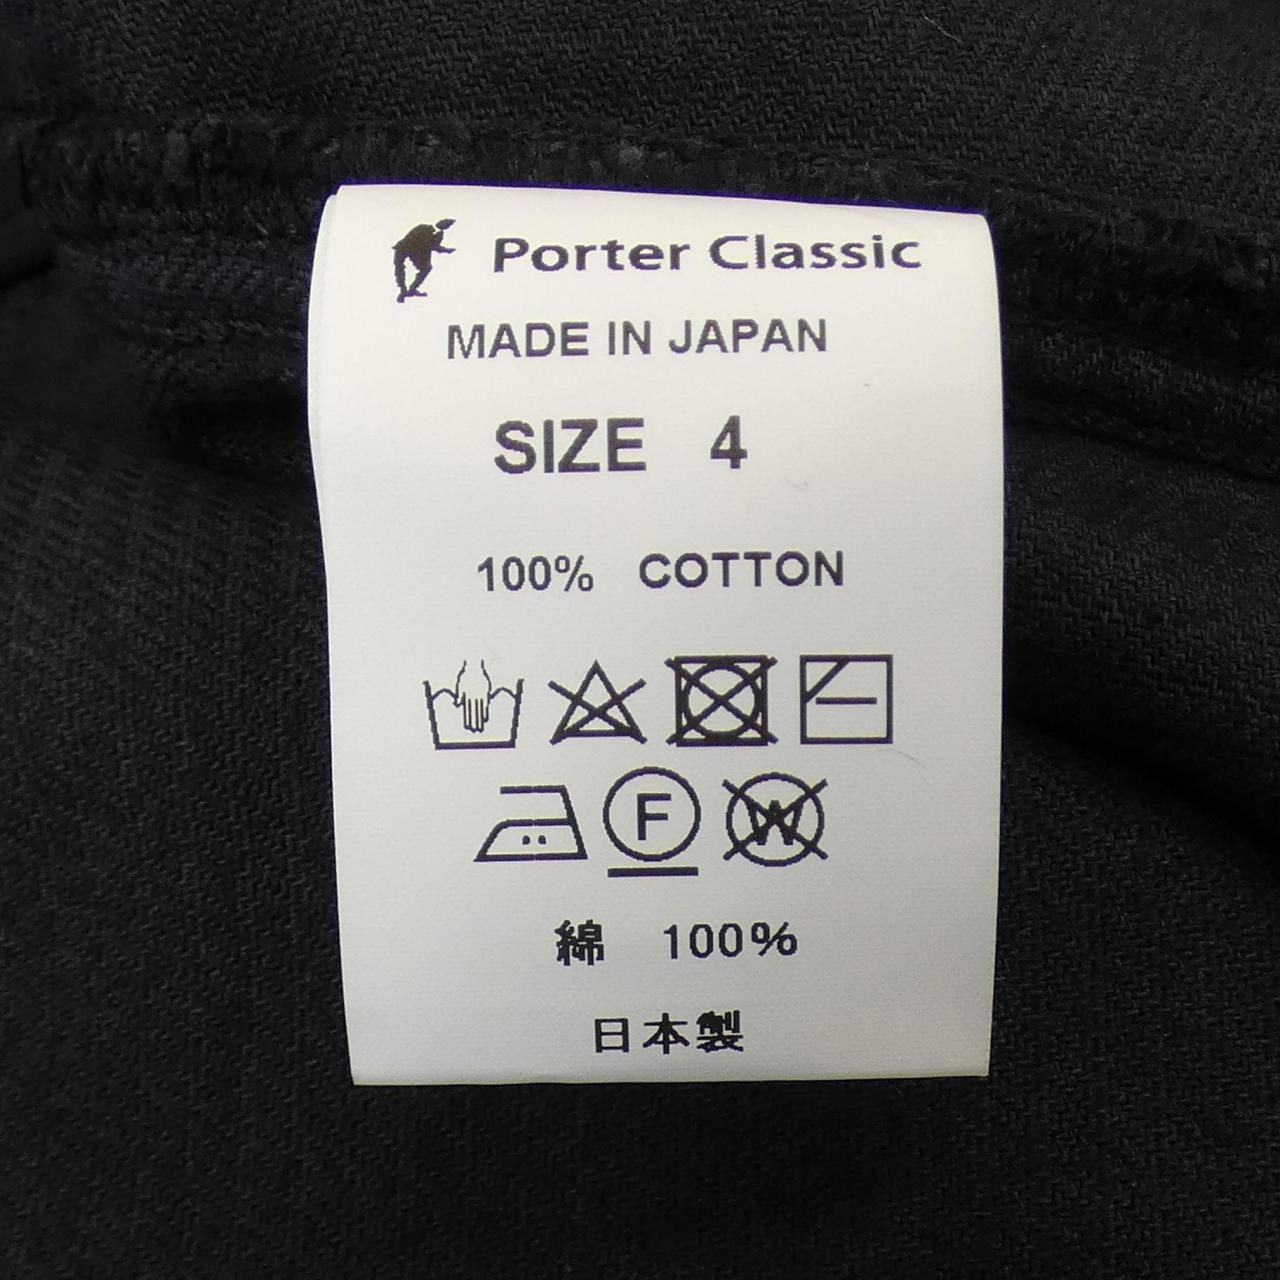 Porter Classic
MADE IN JAPAN
SIZE 4
100% COTTON
F W
綿 100%
日本製